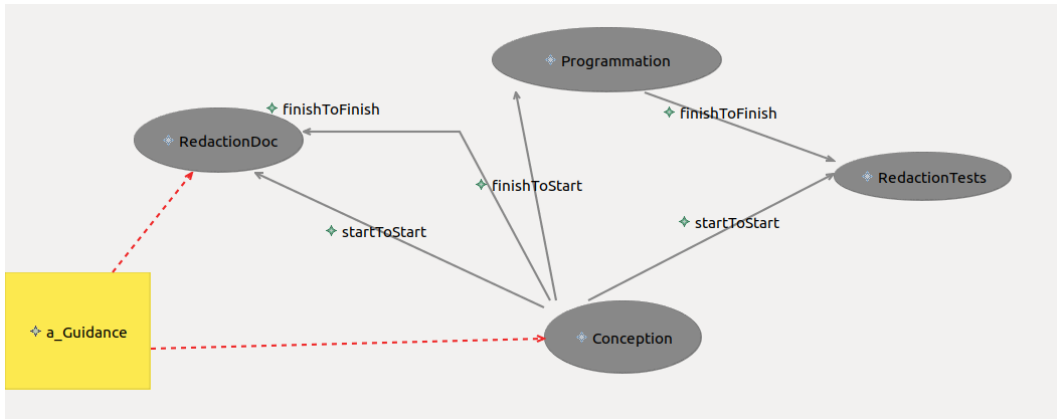 Programmation
finishToFinish
finishToFinish
RedactionDoc
RedactionTests
finishToStart
startToStart
startToStart
a_Guidance
Conception